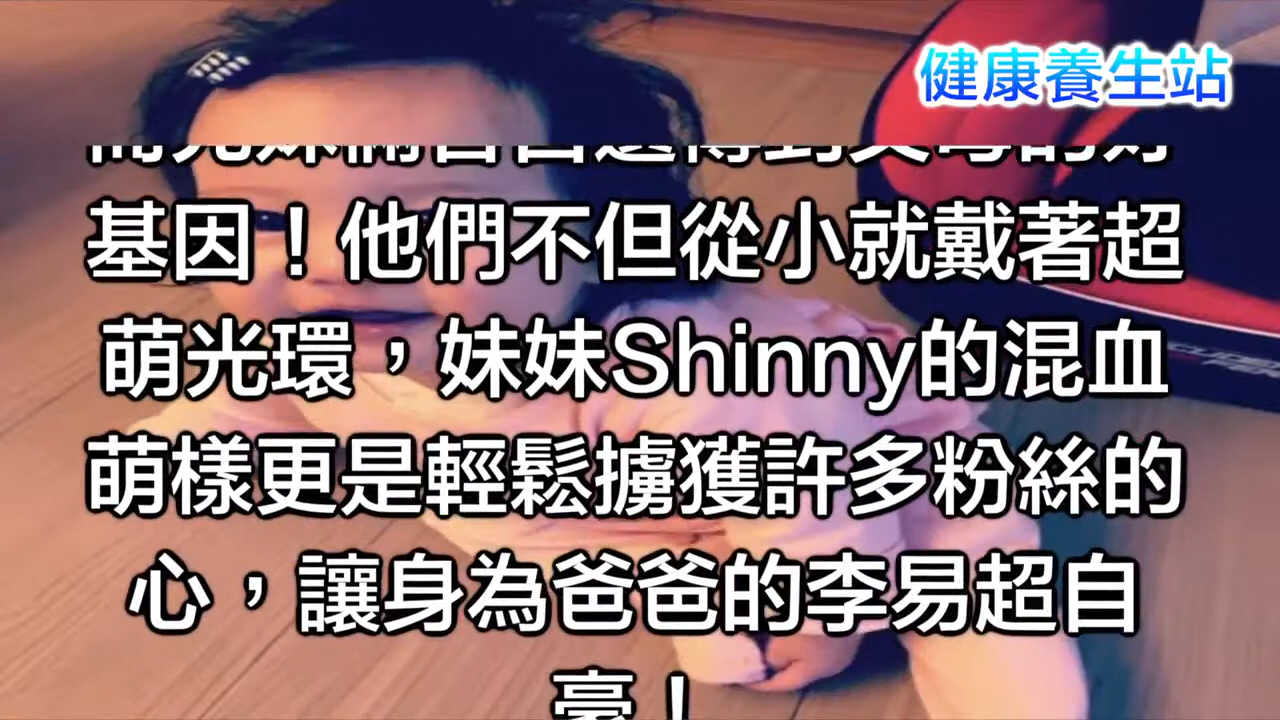 健康養生站
基因！他們不但從小就戴著超
萌光環，妹妹Shinny的混血
萌樣更是輕鬆擄獲許多粉絲的
心，讓身為爸爸的李易超自
豪！